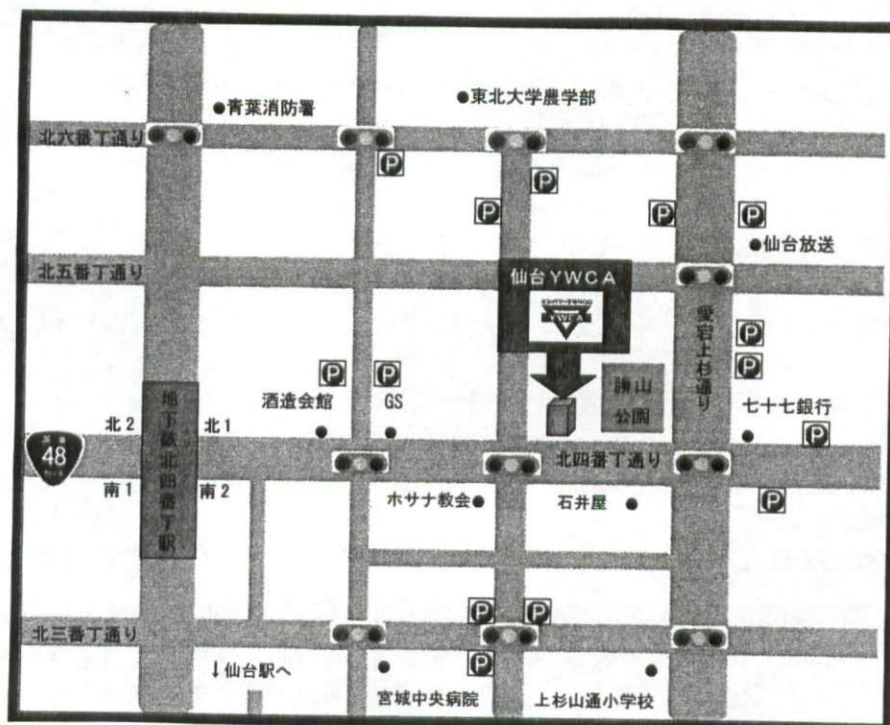 青葉消防署
東北大学農学部
北六番丁通り
P
P
P
P
P
仙台放送
北五番丁通り
仙台YWCA
YWCA
愛宕上杉通り
P
P
P
P
酒造会館
GS
勝山
公園
七十七銀行
P
北2
北1
地下鉄北四番丁駅
48
北四番丁通り
南1
南2
ホサナ教会
石井屋
P
P
P
北三番丁通り
P
↓仙台駅へ
宮城中央病院
上杉山通小学校